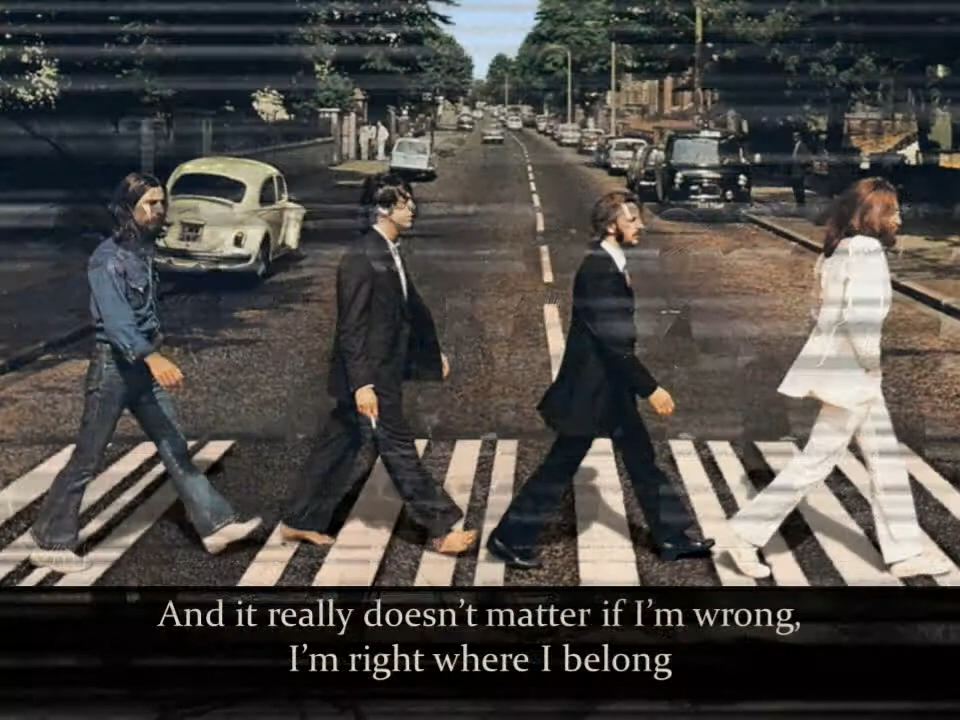 And it really doesn’t matter if I’m wrong,
I’m right where I belong